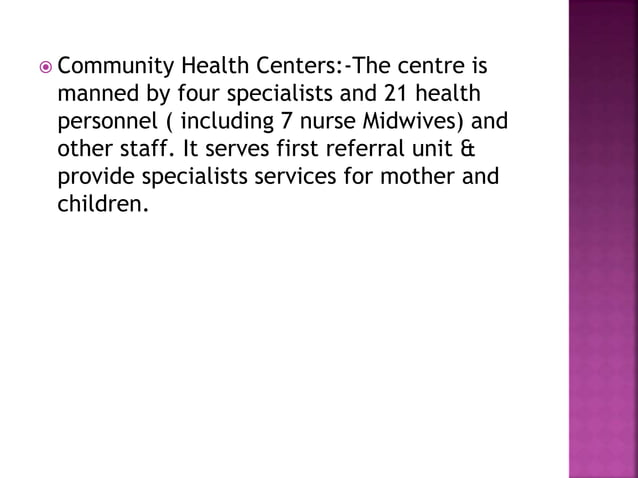 Community Health Centers:-The centre is
manned by four specialists and 21 health
personnel ( including 7 nurse Midwives) and
other staff. It serves first referral unit &
provide specialists services for mother and
children.